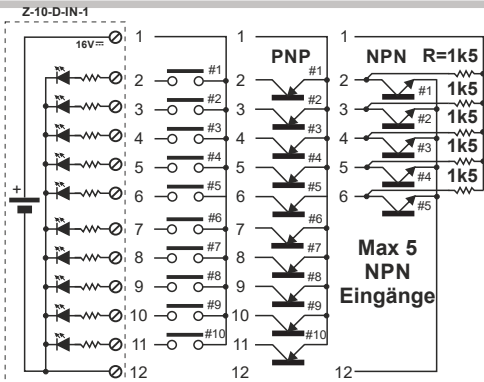 Z-10-D-IN-1
16V⎓ 1 1 1
PNP NPN R=1k5
2 #1 2 #1 2 #1 1k5
3 #2 3 #2 3 #2 1k5
4 #3 4 #3 4 #3 1k5
5 #4 5 #4 5 #4 1k5
+ 6 #5 6 #5 6 #5
7 #6 7 #6
8 #7 8 #7
9 #8 9 #8
10 #9 10 #9
11 #10 11 #10
12 12 12
Max 5
NPN
Eingänge